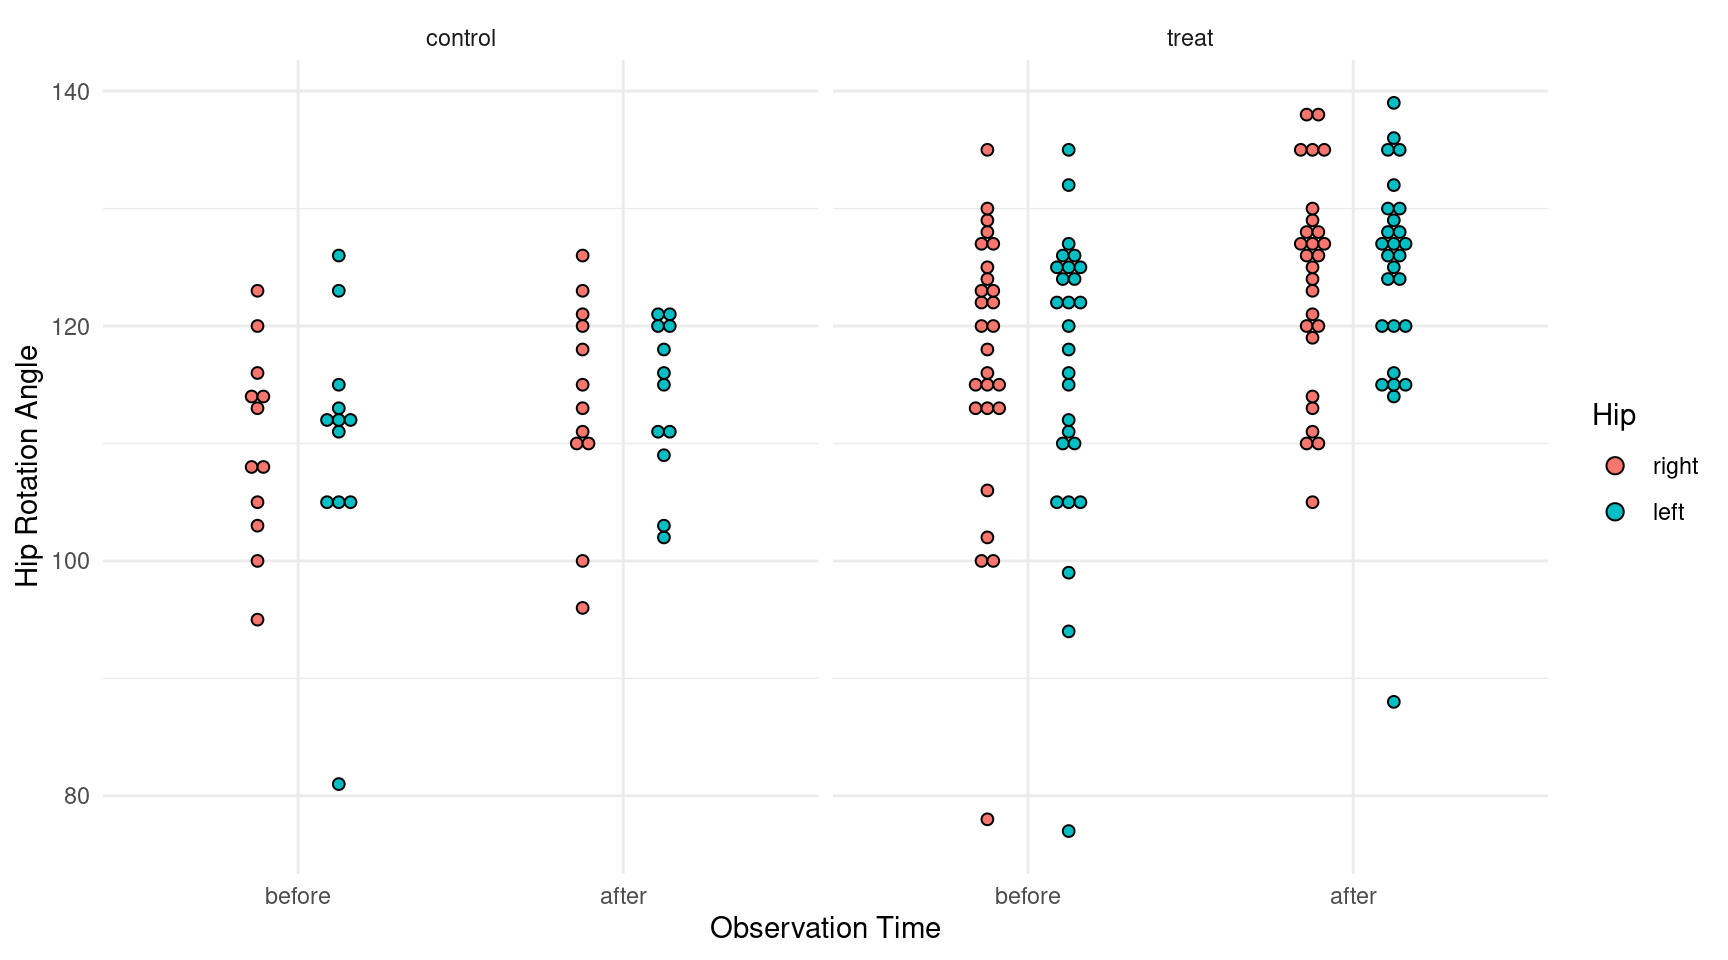 control
treat
140
120
100
80
Hip Rotation Angle
before
after
before
after
Observation Time
Hip
right
left